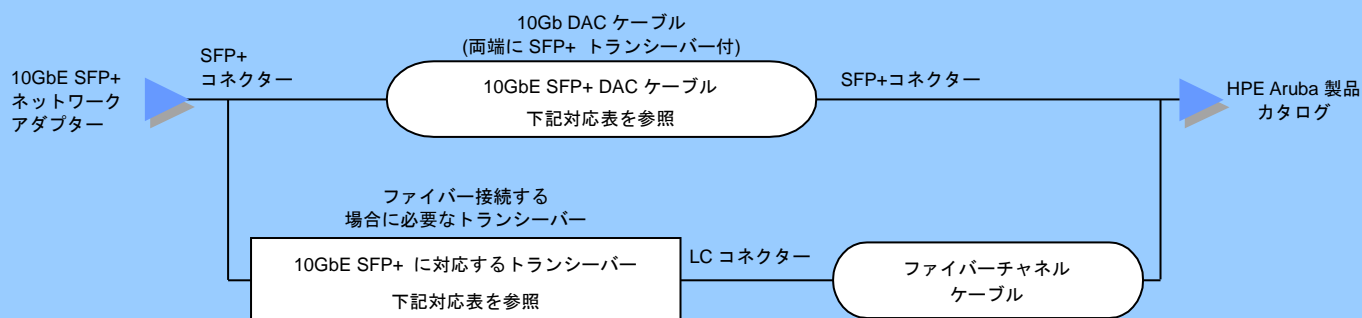 10Gb DAC ケーブル
(両端に SFP+ トランシーバー付)
SFP+
コネクター
10GbE SFP+
ネットワーク
アダプター
10GbE SFP+ DAC ケーブル
下記対応表を参照
SFP+コネクター
HPE Aruba 製品
カタログ
ファイバー接続する
場合に必要なトランシーバー
10GbE SFP+ に対応するトランシーバー
下記対応表を参照
LC コネクター
ファイバーチャネル
ケーブル